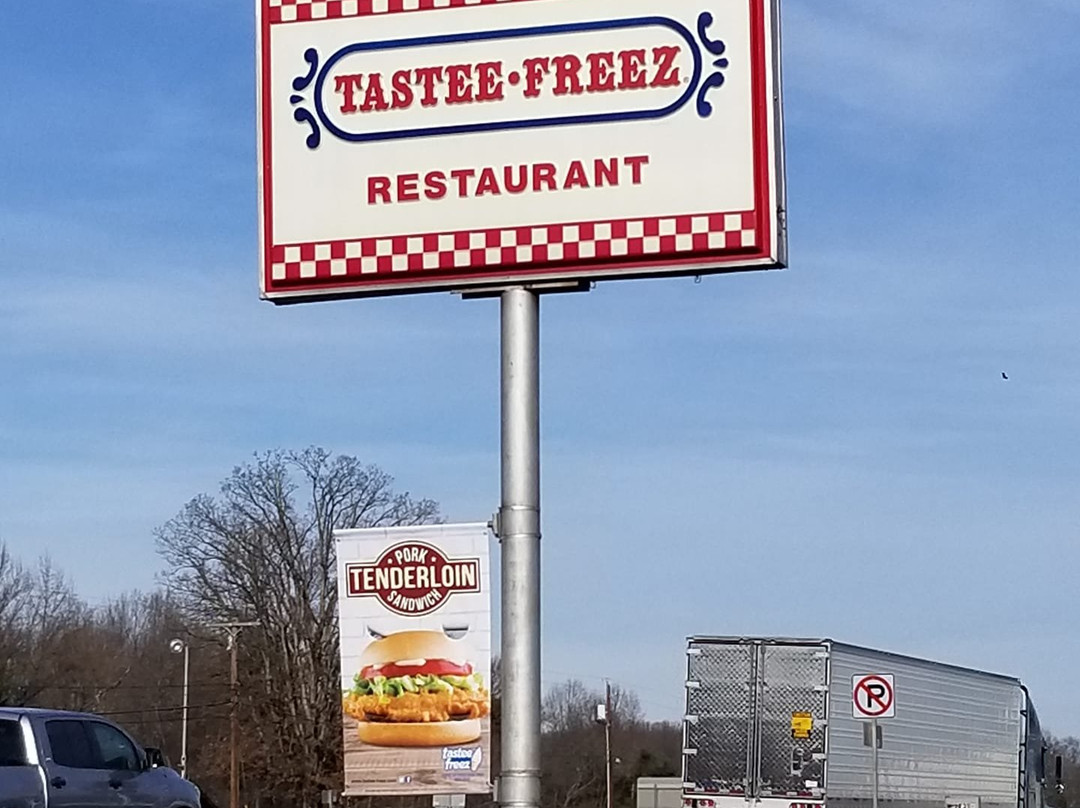 TASTEE•FREEZ
RESTAURANT
PORK
TENDERLOIN
SANDWICH
tastee
freez
P